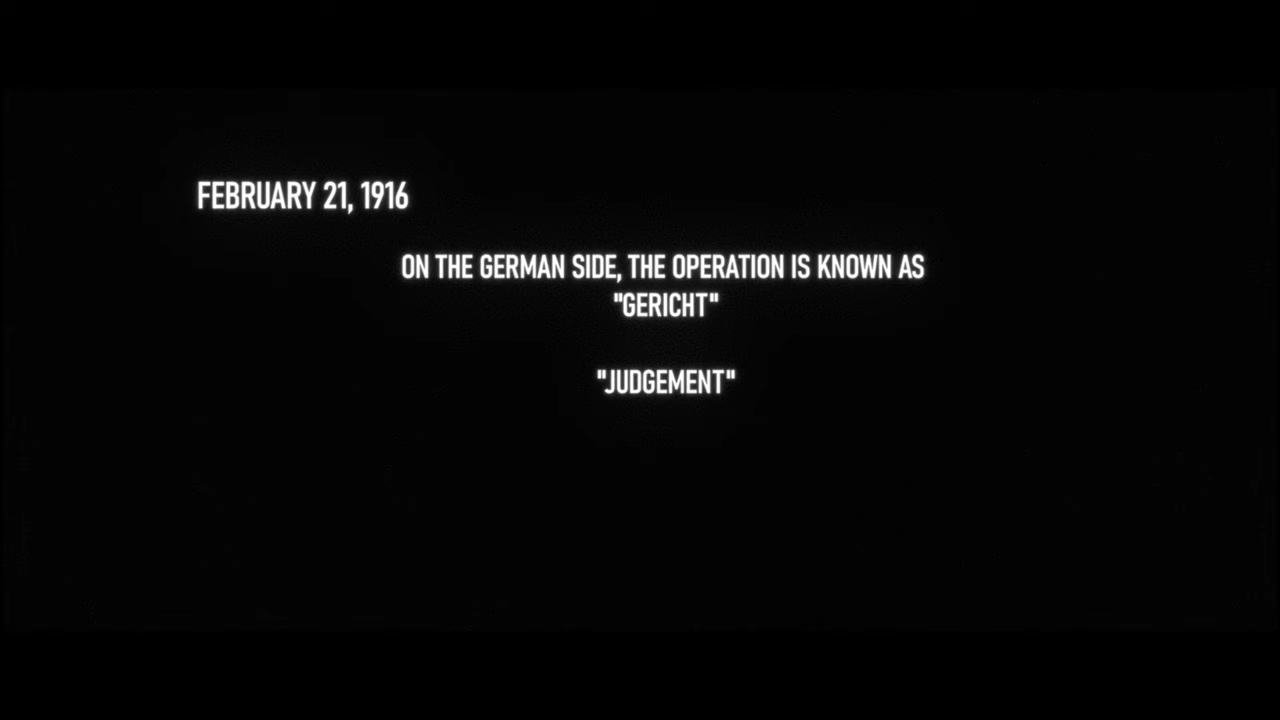 FEBRUARY 21, 1916
ON THE GERMAN SIDE, THE OPERATION IS KNOWN AS
"GERICHT"
"JUDGEMENT"